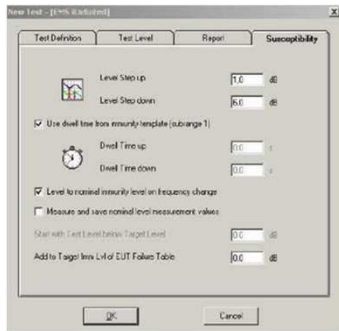 New Test - [EMS Radiated]
Test Definition Test Level Report Susceptibility
Level Step up 1,0 dB
Level Step down 6,0 dB
Use dwell time from immunity template (subrange 1)
Dwell Time up 0,0 s
Dwell Time down 0,0 s
Level to nominal immunity level on frequency change
Measure and save nominal level measurement values
Start with Test Level below Target Level 0,0 dB
Add to Target Imm Lvl of EUT Failure Table 0,0 dB
OK Cancel